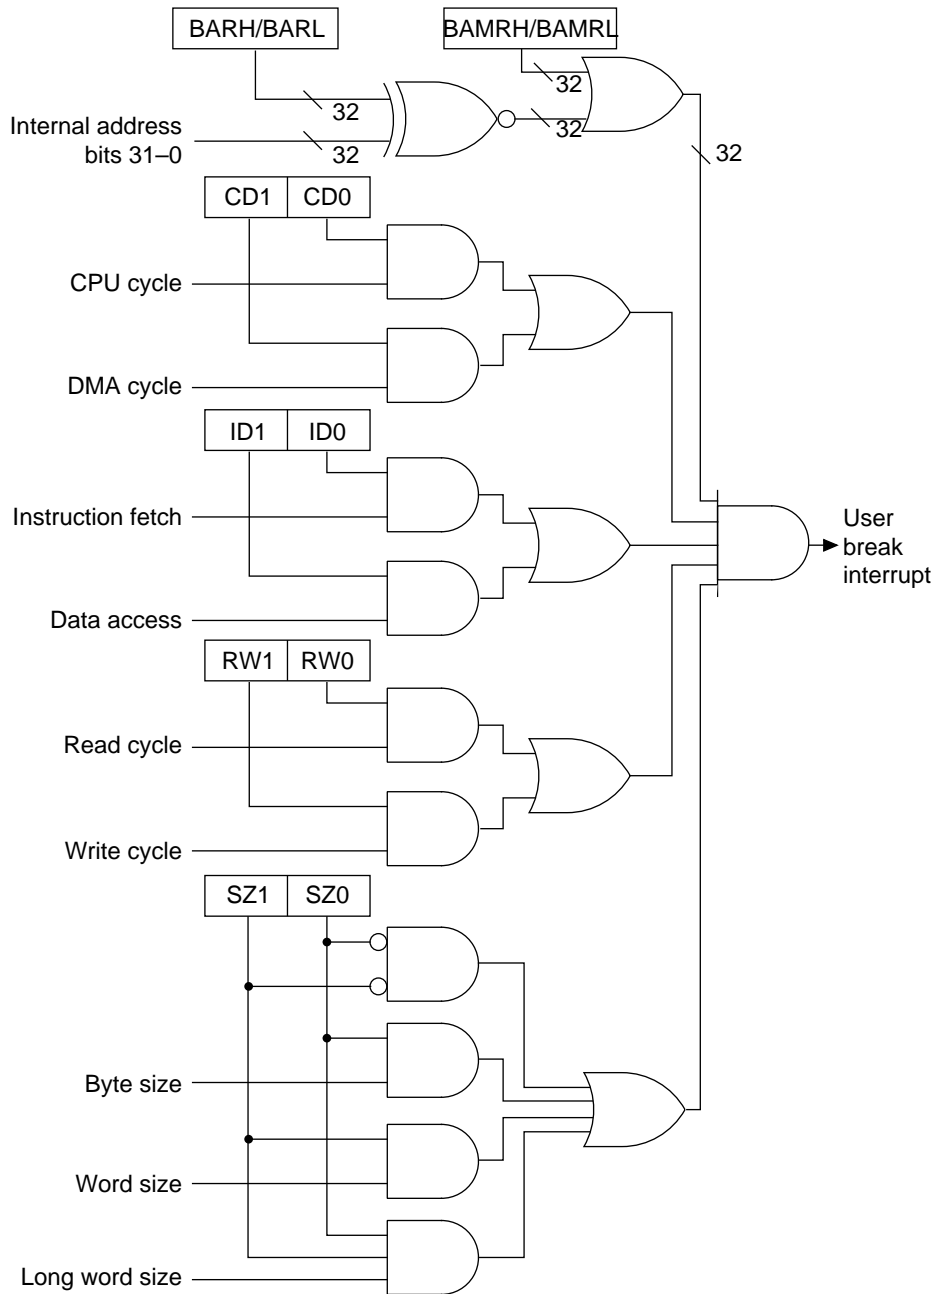 BARH/BARL
BAMRH/BAMRL
32
32
32
Internal address
bits 31–0
32
32
CD1 CD0
CPU cycle
DMA cycle
ID1 ID0
Instruction fetch
User
break
interrupt
Data access
RW1 RW0
Read cycle
Write cycle
SZ1 SZ0
Byte size
Word size
Long word size